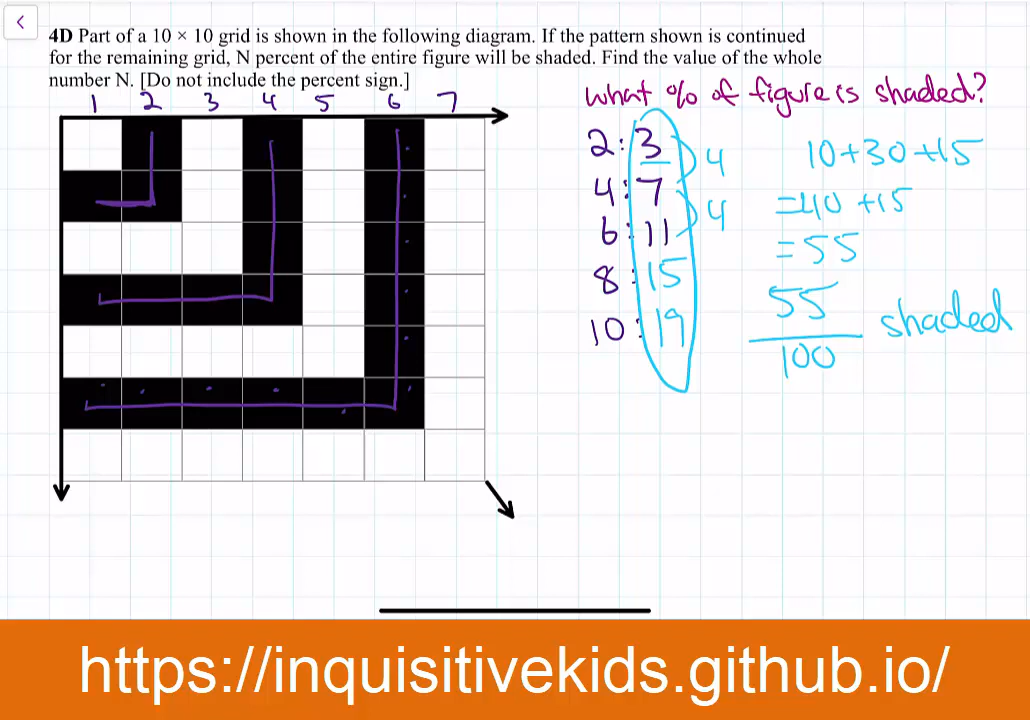 4D Part of a 10 × 10 grid is shown in the following diagram. If the pattern shown is continued
for the remaining grid, N percent of the entire figure will be shaded. Find the value of the whole
number N. [Do not include the percent sign.]
1 2 3 4 5 6 7
What % of figure is shaded?
2: 3
4: 7
6: 11
8: 15
10: 19
4
4
10+30+15
=40 +15
=55
55
100
shaded
https://inquisitivekids.github.io/